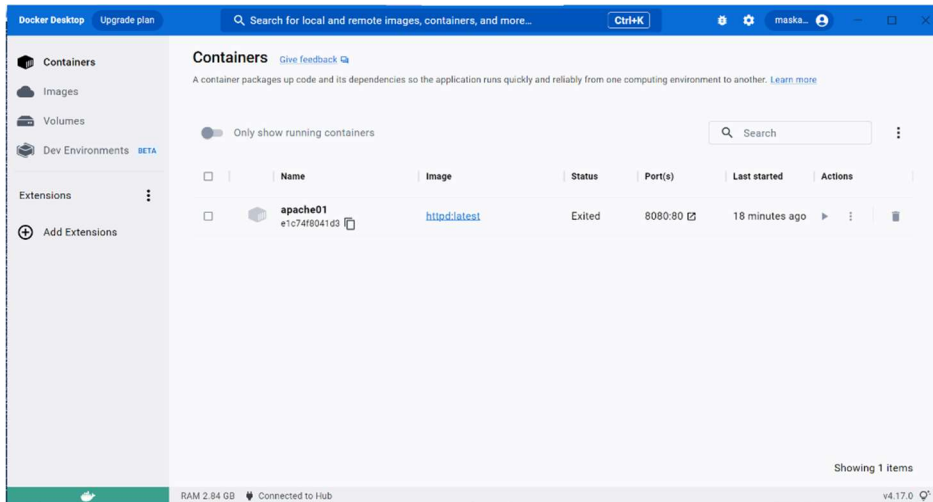 Docker Desktop Upgrade plan Search for local and remote images, containers, and more... Ctrl+K maska...
Containers
Images
Volumes
Dev Environments BETA
Extensions
Add Extensions
Containers Give feedback
A container packages up code and its dependencies so the application runs quickly and reliably from one computing environment to another. Learn more
Only show running containers
Search
Name Image Status Port(s) Last started Actions
apache01 httpd:latest Exited 8080:80 18 minutes ago
e1c74f8041d3
Showing 1 items
RAM 2.84 GB Connected to Hub v4.17.0